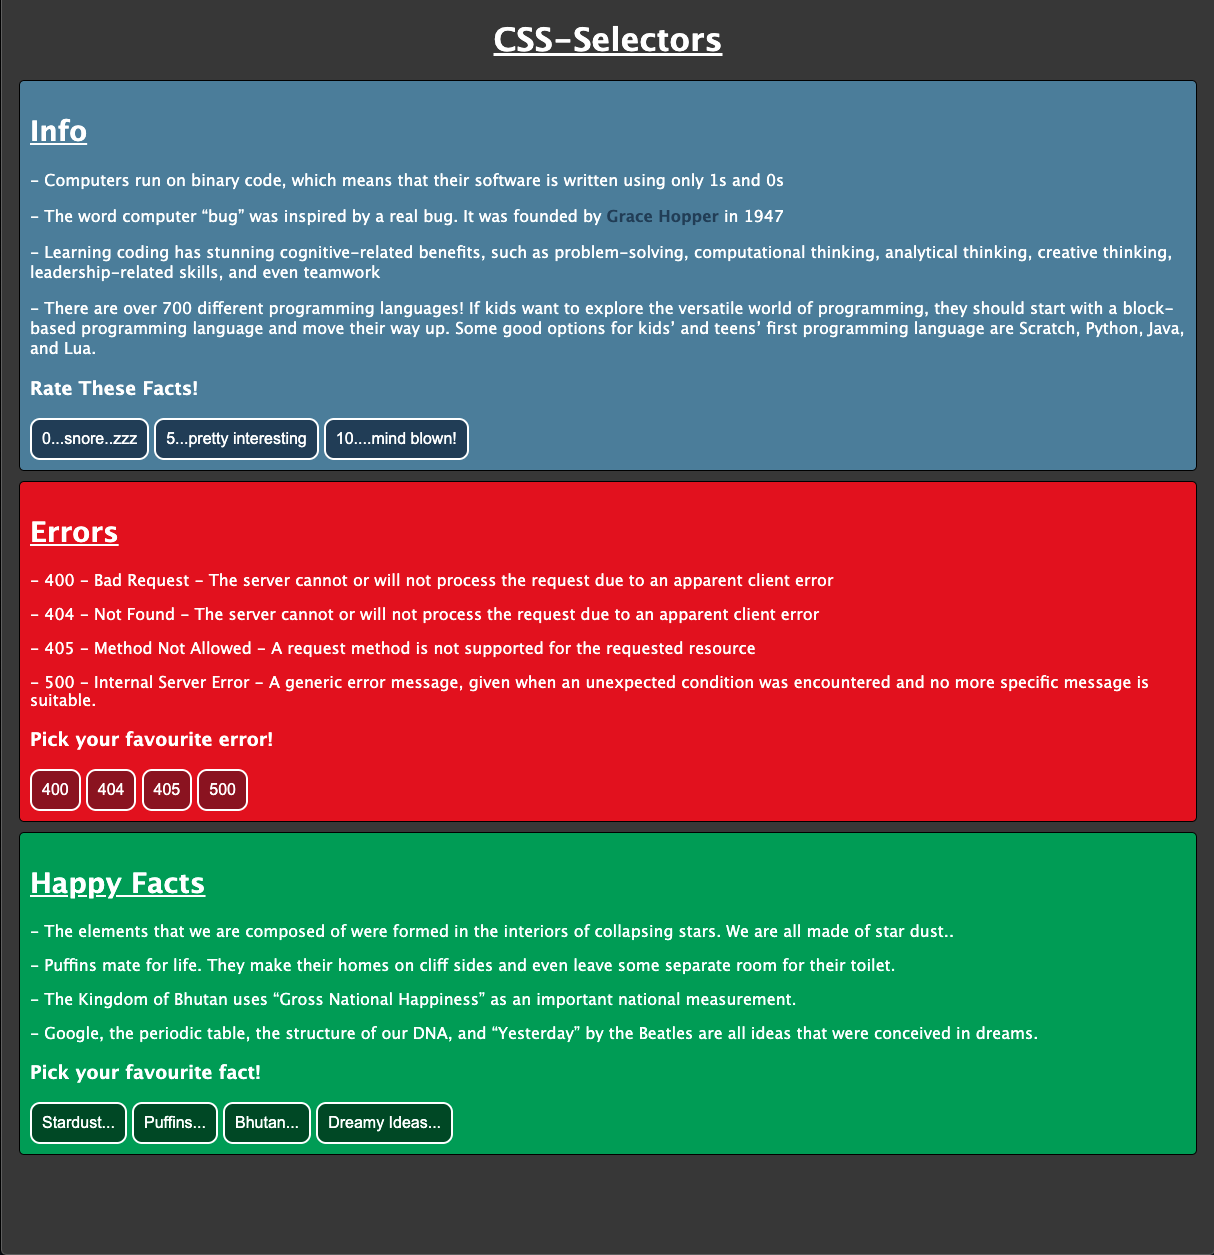 CSS-Selectors
Info
- Computers run on binary code, which means that their software is written using only 1s and 0s
- The word computer “bug” was inspired by a real bug. It was founded by Grace Hopper in 1947
- Learning coding has stunning cognitive-related benefits, such as problem-solving, computational thinking, analytical thinking, creative thinking,
leadership-related skills, and even teamwork
- There are over 700 different programming languages! If kids want to explore the versatile world of programming, they should start with a block-
based programming language and move their way up. Some good options for kids’ and teens’ first programming language are Scratch, Python, Java,
and Lua.
Rate These Facts!
0...snore..zzz 5...pretty interesting 10....mind blown!
Errors
- 400 - Bad Request - The server cannot or will not process the request due to an apparent client error
- 404 - Not Found - The server cannot or will not process the request due to an apparent client error
- 405 - Method Not Allowed - A request method is not supported for the requested resource
- 500 - Internal Server Error - A generic error message, given when an unexpected condition was encountered and no more specific message is
suitable.
Pick your favourite error!
400 404 405 500
Happy Facts
- The elements that we are composed of were formed in the interiors of collapsing stars. We are all made of star dust..
- Puffins mate for life. They make their homes on cliff sides and even leave some separate room for their toilet.
- The Kingdom of Bhutan uses “Gross National Happiness” as an important national measurement.
- Google, the periodic table, the structure of our DNA, and “Yesterday” by the Beatles are all ideas that were conceived in dreams.
Pick your favourite fact!
Stardust... Puffins... Bhutan... Dreamy Ideas...